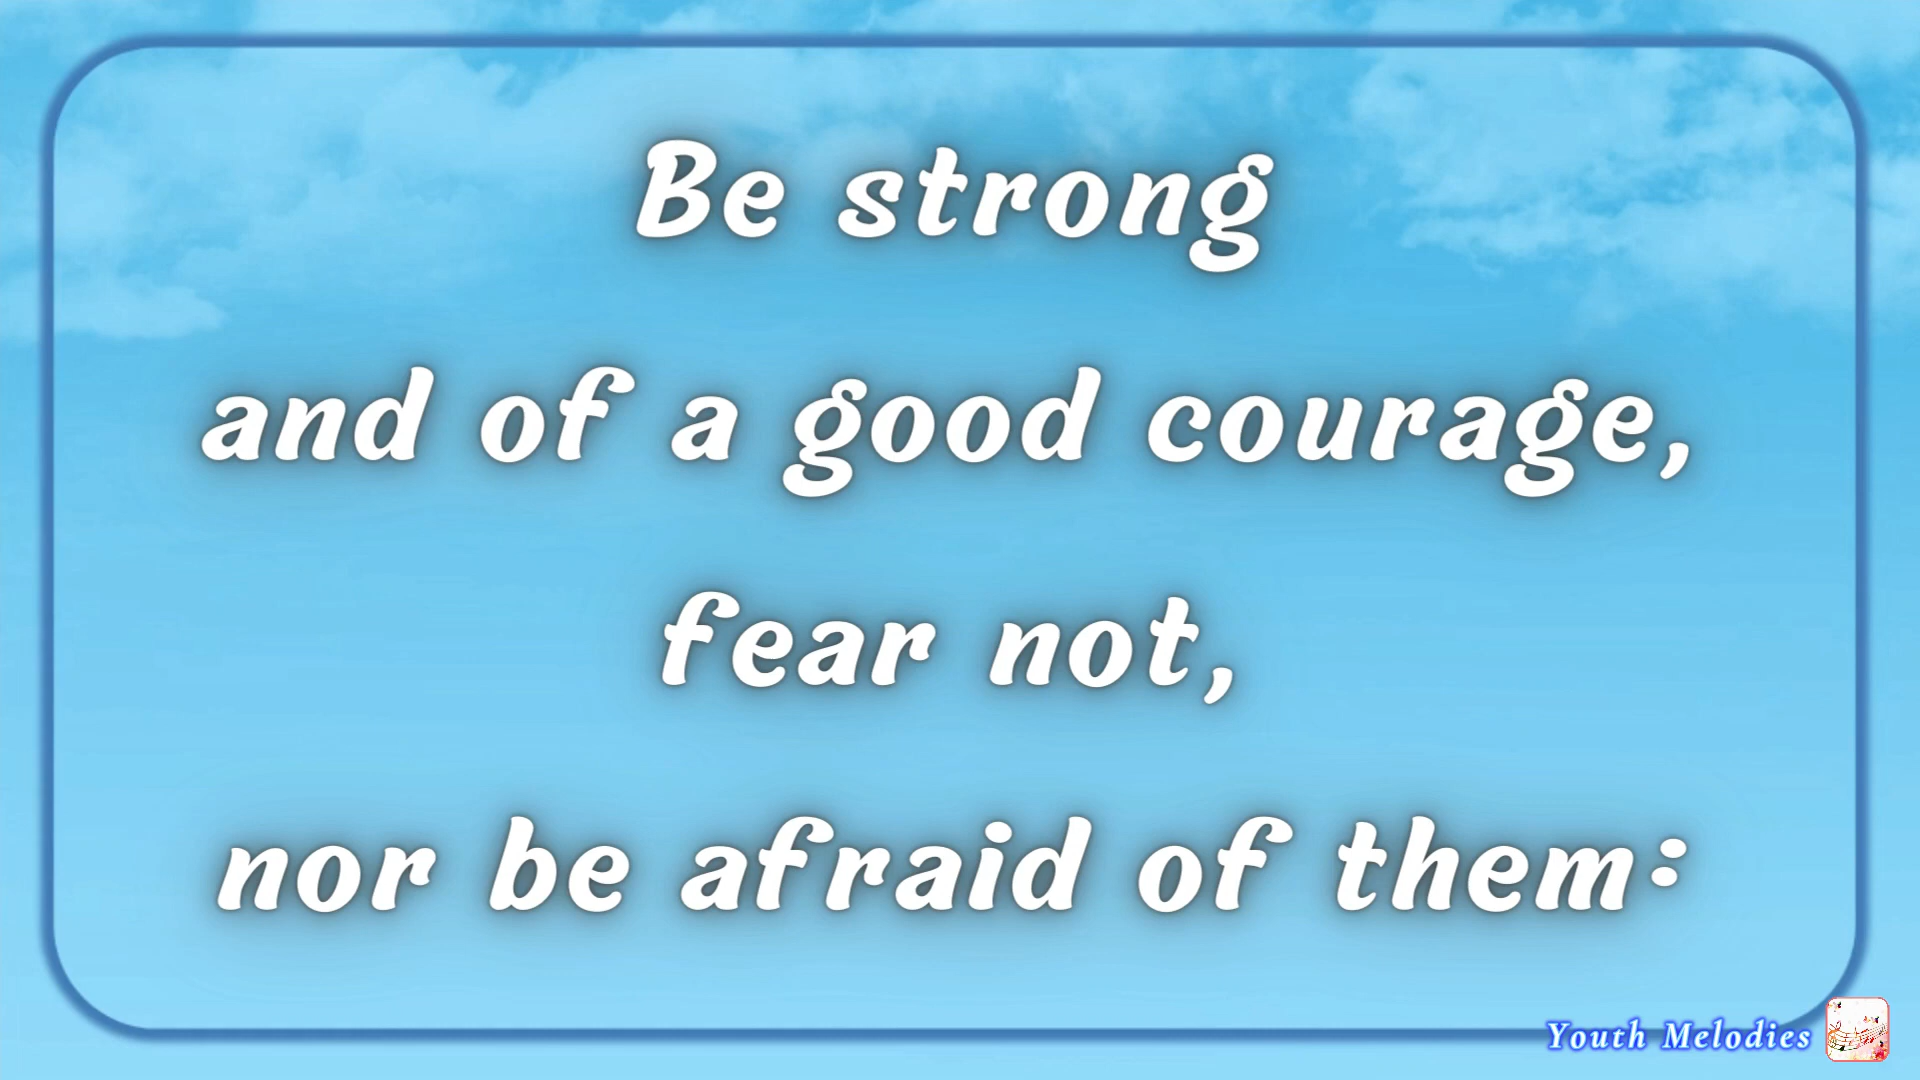 Be strong
and of a good courage,
fear not,
nor be afraid of them:
Youth Melodies